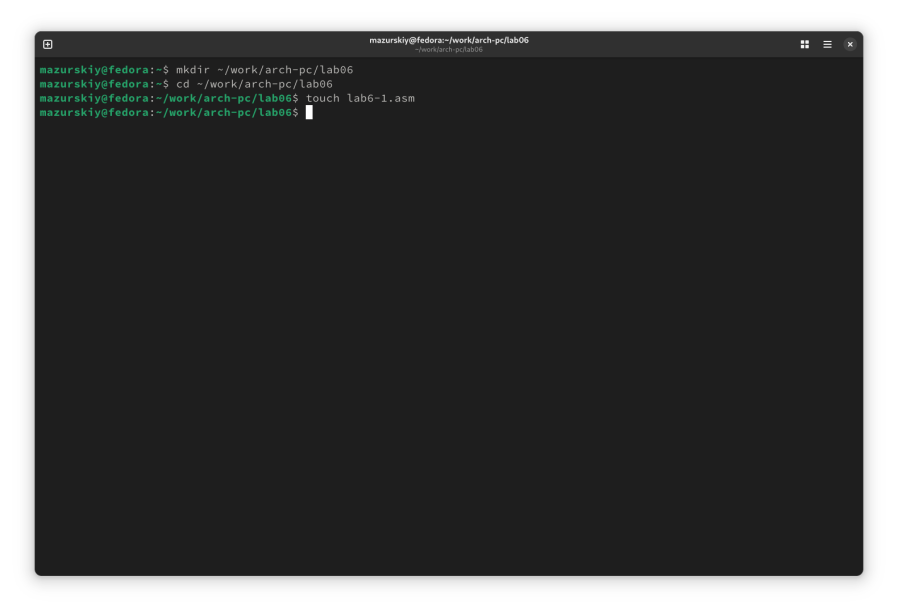 mazurskiy@fedora:~/work/arch-pc/lab06
~/work/arch-pc/lab06
mazurskiy@fedora:~$ mkdir ~/work/arch-pc/lab06
mazurskiy@fedora:~$ cd ~/work/arch-pc/lab06
mazurskiy@fedora:~/work/arch-pc/lab06$ touch lab6-1.asm
mazurskiy@fedora:~/work/arch-pc/lab06$